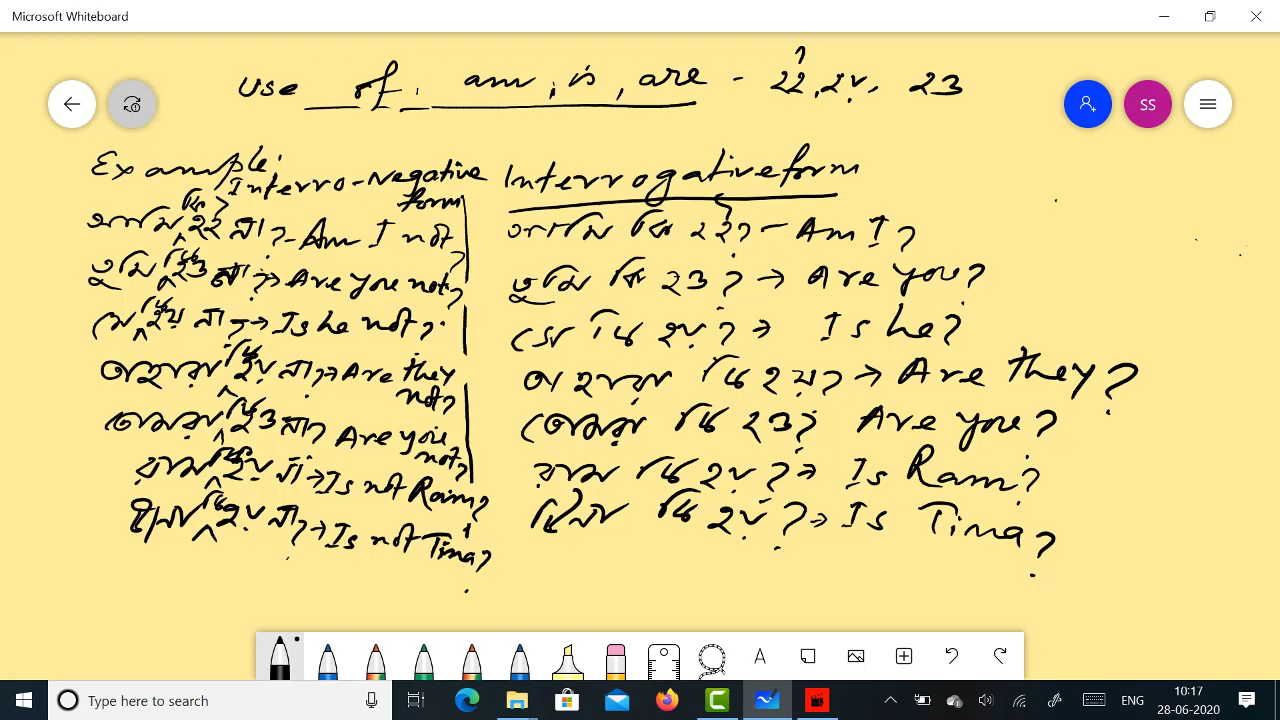 Microsoft Whiteboard
Use of am, is, are - হই, হয়, হও
SS
Example:
Interro-Negative form
আমি কি হই না? - Am I not?
তুমি কি হও না? → Are you not?
সে কি হয় না? → Is he not?
তাহারা কি হয় না? → Are they not?
তোমরা কি হও না? Are you not?
রাম কি হয় না? → Is not Ram?
টিনা কি হয় না? → Is not Tina?
Interrogative form
আমি কি হই? - Am I?
তুমি কি হও? → Are you?
সে কি হয়? → Is he?
তাহারা কি হয়? → Are they?
তোমরা কি হও? Are you?
রাম কি হয়? → Is Ram?
টিনা কি হয়? → Is Tina?
Type here to search
ENG
10:17
28-06-2020